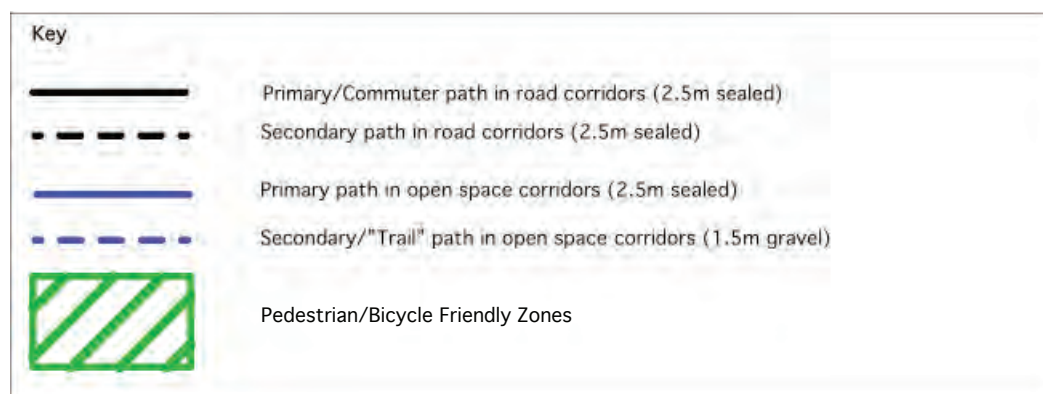 Key
Primary/Commuter path in road corridors (2.5m sealed)
Secondary path in road corridors (2.5m sealed)
Primary path in open space corridors (2.5m sealed)
Secondary/"Trail" path in open space corridors (1.5m gravel)
Pedestrian/Bicycle Friendly Zones